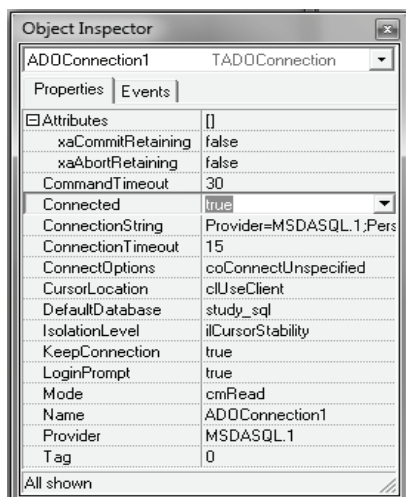 Object Inspector
ADOConnection1 TADOConnection
Properties Events
Attributes []
xaCommitRetaining false
xaAbortRetaining false
CommandTimeout 30
Connected true
ConnectionString Provider=MSDASQL.1;Pers
ConnectionTimeout 15
ConnectOptions coConnectUnspecified
CursorLocation clUseClient
DefaultDatabase study_sql
IsolationLevel ilCursorStability
KeepConnection true
LoginPrompt true
Mode cmRead
Name ADOConnection1
Provider MSDASQL.1
Tag 0
All shown